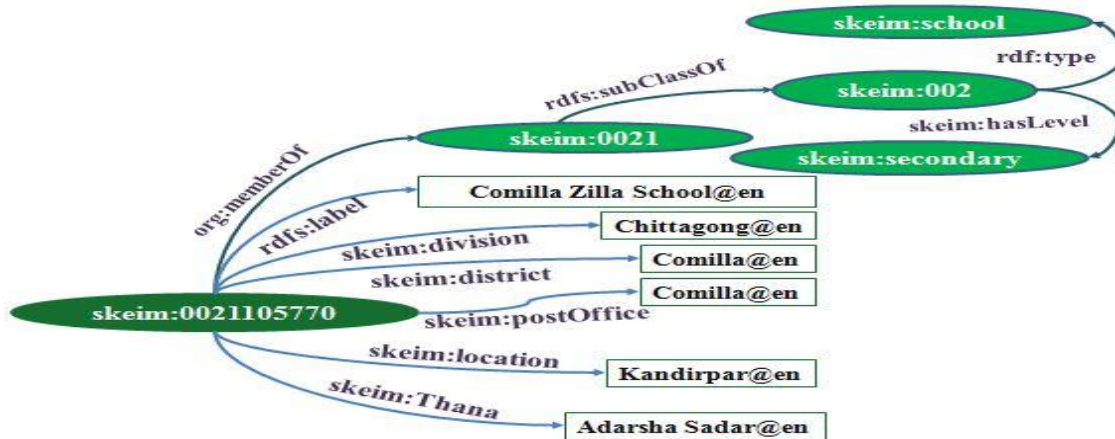 skeim:school
rdf:type
rdfs:subClassOf
skeim:002
skeim:hasLevel
skeim:0021
skeim:secondary
org:memberOf
Comilla Zilla School@en
rdfs:label
Chittagong@en
skeim:division
Comilla@en
skeim:district
Comilla@en
skeim:0021105770
skeim:postOffice
skeim:location
Kandirpar@en
skeim:Thana
Adarsha Sadar@en